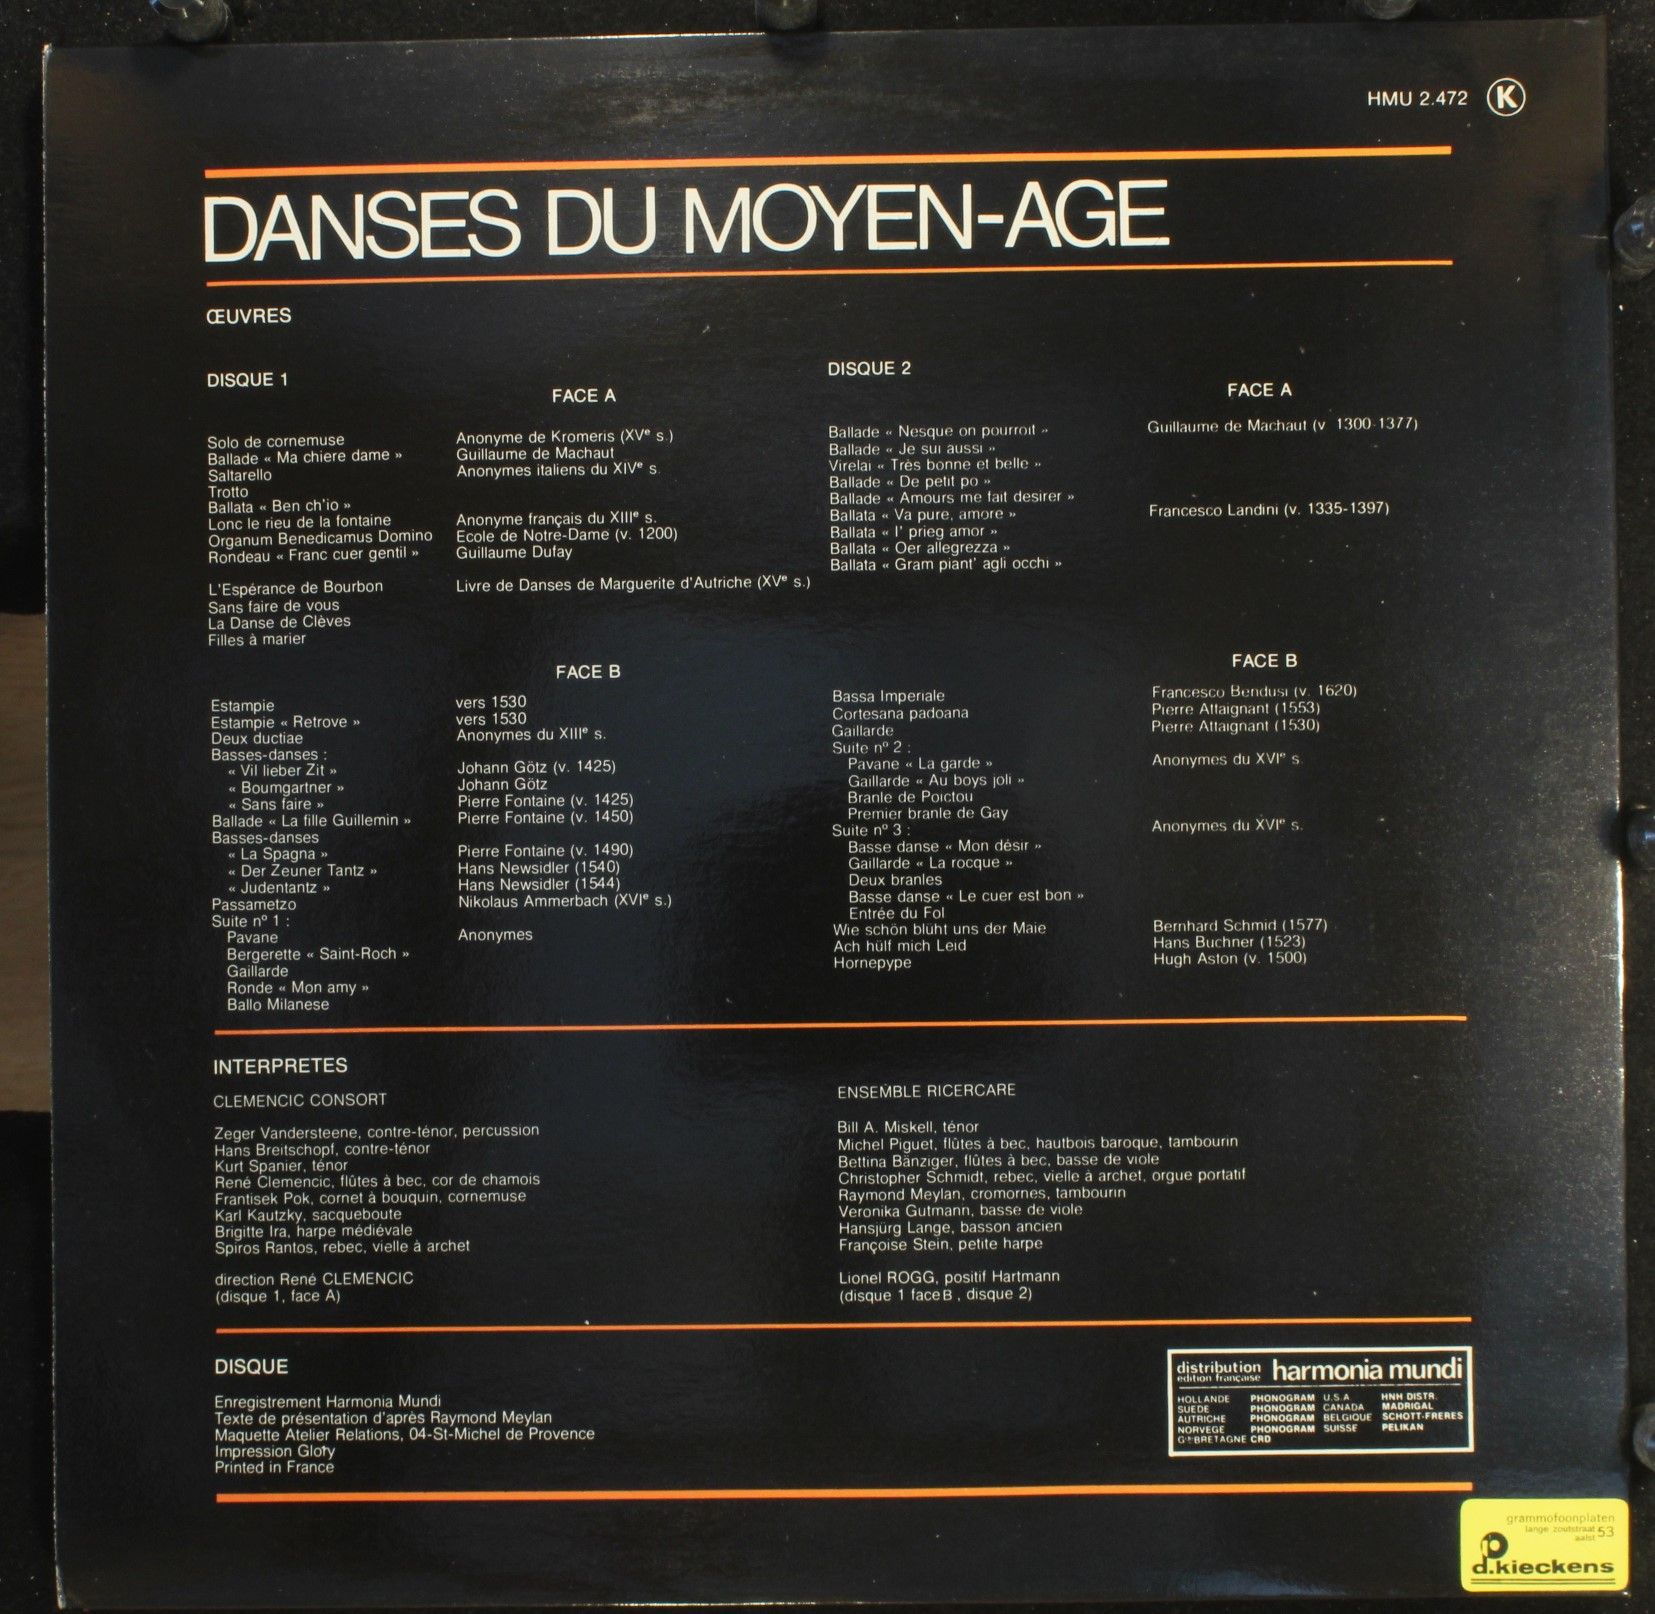 HMU 2.472 K
DANSES DU MOYEN-AGE
ŒUVRES
DISQUE 1
FACE A
Solo de cornemuse Anonyme de Kromeris (XVe s.)
Ballade « Ma chiere dame » Guillaume de Machaut
Saltarello Anonymes italiens du XIVe s.
Trotto
Ballata « Ben ch'io »
Lonc le rieu de la fontaine Anonyme français du XIIIe s.
Organum Benedicamus Domino Ecole de Notre-Dame (v. 1200)
Rondeau « Franc cuer gentil » Guillaume Dufay
L'Espérance de Bourbon Livre de Danses de Marguerite d'Autriche (XVe s.)
Sans faire de vous
La Danse de Clèves
Filles à marier
FACE B
Estampie vers 1530
Estampie « Retrove » vers 1530
Deux ductiae Anonymes du XIIIe s.
Basses-danses :
« Vil lieber Zit » Johann Götz (v. 1425)
« Boumgartner » Johann Götz
« Sans faire » Pierre Fontaine (v. 1425)
Ballade « La fille Guillemin » Pierre Fontaine (v. 1450)
Basses-danses
« La Spagna » Pierre Fontaine (v. 1490)
« Der Zeuner Tantz » Hans Newsidler (1540)
« Judentantz » Hans Newsidler (1544)
Passametzo Nikolaus Ammerbach (XVIe s.)
Suite nº 1 :
Pavane Anonymes
Bergerette « Saint-Roch »
Gaillarde
Ronde « Mon amy »
Ballo Milanese
DISQUE 2
FACE A
Ballade « Nesque on pourroit » Guillaume de Machaut (v 1300-1377)
Ballade « Je sui aussi »
Virelai « Très bonne et belle »
Ballade « De petit po »
Ballade « Amours me fait desirer »
Ballata « Va pure, amore » Francesco Landini (v. 1335-1397)
Ballata « I' prieg amor »
Ballata « Oer allegrezza »
Ballata « Gram piant' agli occhi »
FACE B
Bassa Imperiale Francesco Bendusi (v. 1620)
Cortesana padoana Pierre Attaignant (1553)
Gaillarde Pierre Attaignant (1530)
Suite nº 2 :
Pavane « La garde » Anonymes du XVIe s
Gaillarde « Au boys joli »
Branle de Poictou
Premier branle de Gay
Suite nº 3 : Anonymes du XVIe s.
Basse danse « Mon désir »
Gaillarde « La rocque »
Deux branles
Basse danse « Le cuer est bon »
Entrée du Fol
Wie schön blüht uns der Maie Bernhard Schmid (1577)
Ach hülf mich Leid Hans Buchner (1523)
Hornepype Hugh Aston (v. 1500)
INTERPRETES
CLEMENCIC CONSORT
Zeger Vandersteene, contre-ténor, percussion
Hans Breitschopf, contre-ténor
Kurt Spanier, ténor
René Clemencic, flûtes à bec, cor de chamois
Frantisek Pok, cornet à bouquin, cornemuse
Karl Kautzky, sacqueboute
Brigitte Ira, harpe médiévale
Spiros Rantos, rebec, vielle à archet
direction René CLEMENCIC
(disque 1, face A)
ENSEMBLE RICERCARE
Bill A. Miskell, ténor
Michel Piguet, flûtes à bec, hautbois baroque, tambourin
Bettina Bänziger, flûtes à bec, basse de viole
Christopher Schmidt, rebec, vielle à archet, orgue portatif
Raymond Meylan, cromornes, tambourin
Veronika Gutmann, basse de viole
Hansjürg Lange, basson ancien
Françoise Stein, petite harpe
Lionel ROGG, positif Hartmann
(disque 1 face B , disque 2)
DISQUE
Enregistrement Harmonia Mundi
Texte de présentation d'après Raymond Meylan
Maquette Atelier Relations, 04-St-Michel de Provence
Impression Glory
Printed in France
distribution harmonia mundi
edition française
HOLLANDE PHONOGRAM U.S.A HNH DISTR.
SUEDE PHONOGRAM CANADA MADRIGAL
AUTRICHE PHONOGRAM BELGIQUE SCHOTT-FRERES
NORVEGE PHONOGRAM SUISSE PELIKAN
Gde BRETAGNE CRD
grammofoonplaten
lange zoutstraat 53
aalst
p
d.kieckens